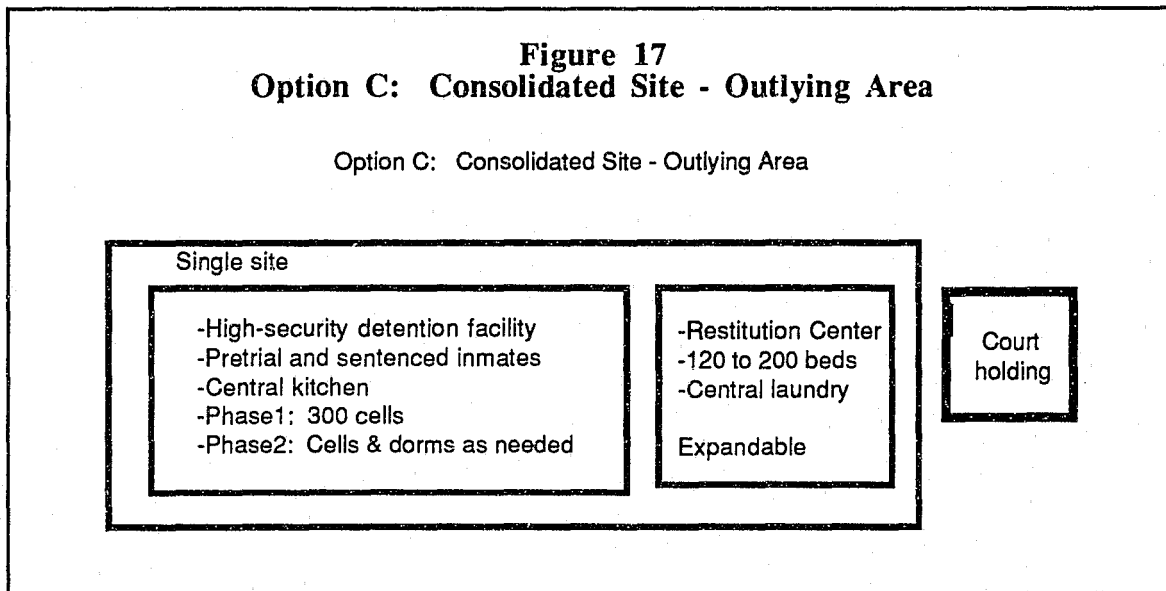 Figure 17
Option C: Consolidated Site - Outlying Area
Option C: Consolidated Site - Outlying Area
Single site
-High-security detention facility
-Pretrial and sentenced inmates
-Central kitchen
-Phase1: 300 cells
-Phase2: Cells & dorms as needed
-Restitution Center
-120 to 200 beds
-Central laundry
Expandable
Court
holding